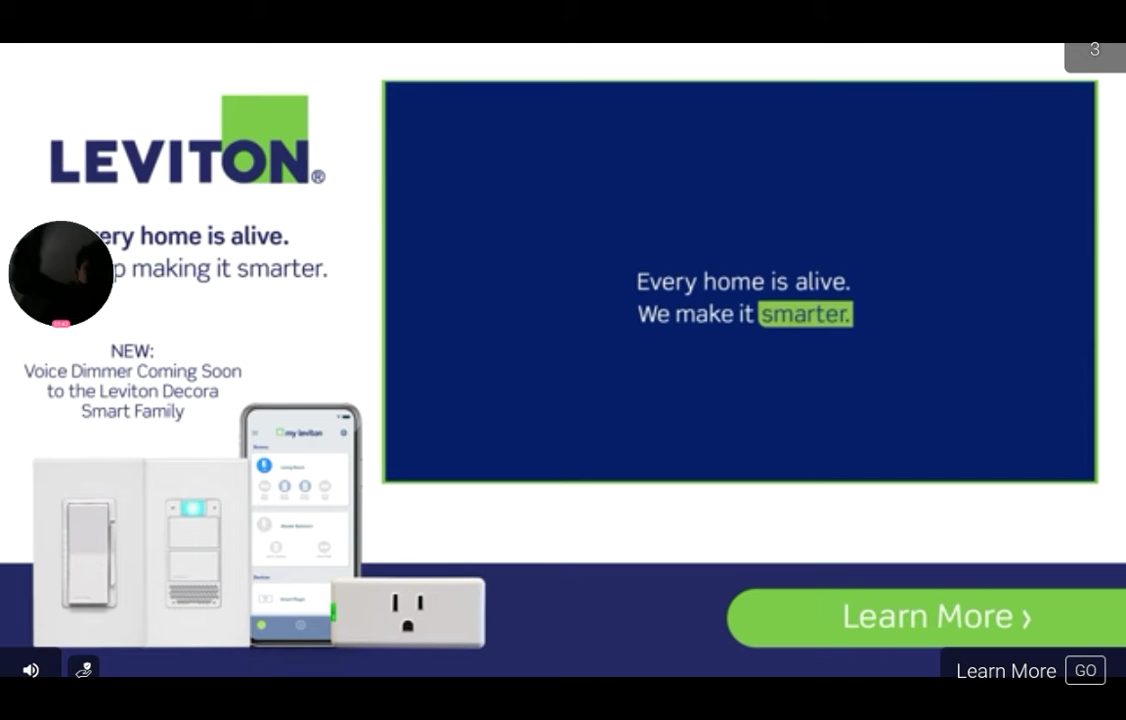 3
LEVITON®
ery home is alive.
p making it smarter.
Every home is alive.
We make it smarter.
NEW:
Voice Dimmer Coming Soon
to the Leviton Decora
Smart Family
my leviton
Learn More ›
Learn More GO